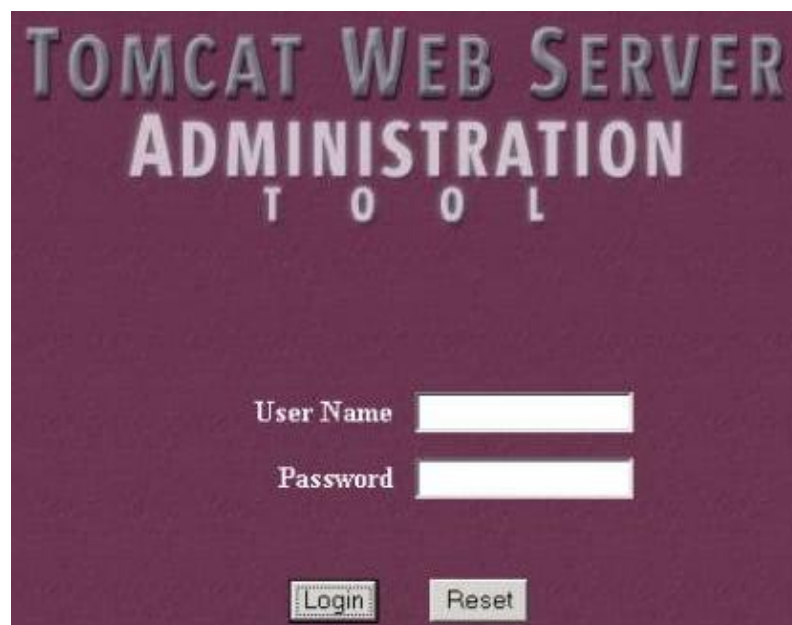 TOMCAT WEB SERVER
ADMINISTRATION
TOOL
User Name
Password
Login Reset